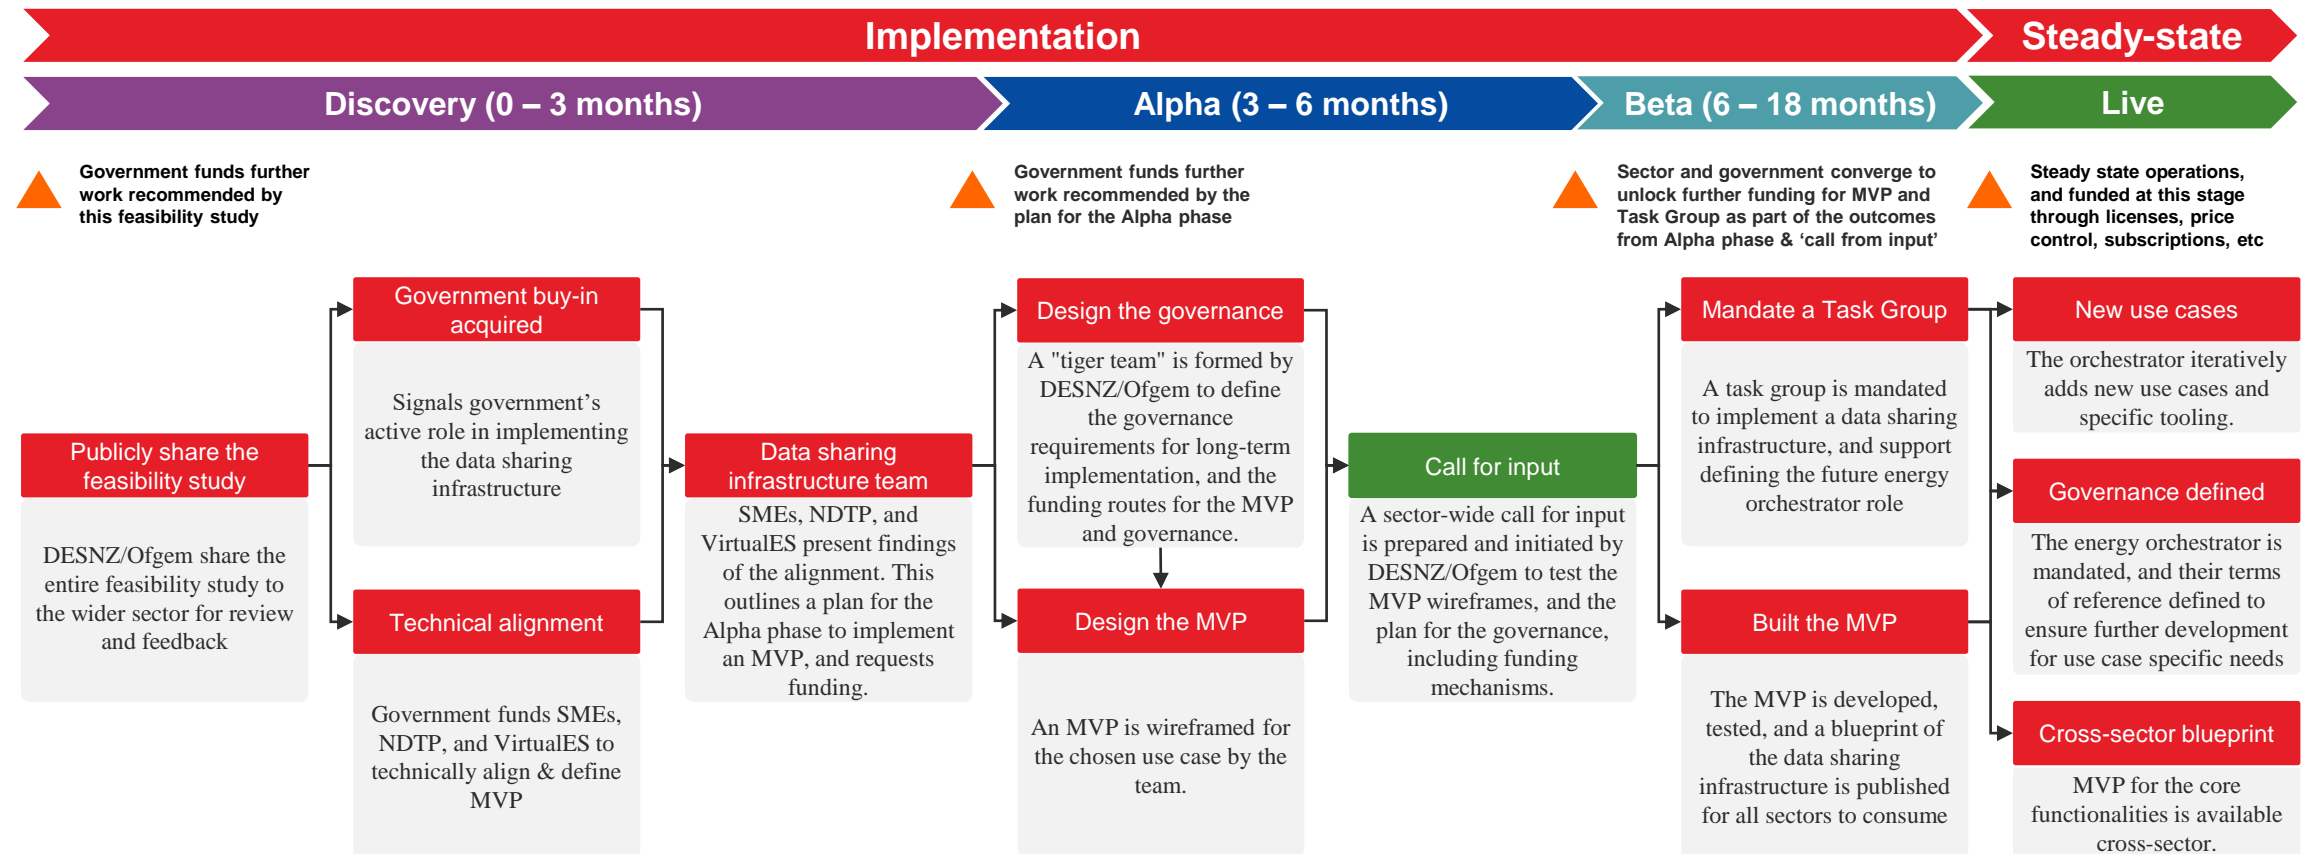 Implementation
Steady-state
Discovery (0 – 3 months)
Alpha (3 – 6 months)
Beta (6 – 18 months)
Live
Government funds further
work recommended by
this feasibility study
Government funds further
work recommended by the
plan for the Alpha phase
Sector and government converge to
unlock further funding for MVP and
Task Group as part of the outcomes
from Alpha phase & ‘call from input’
Steady state operations,
and funded at this stage
through licenses, price
control, subscriptions, etc
Publicly share the
feasibility study
DESNZ/Ofgem share the
entire feasibility study to
the wider sector for review
and feedback
Government buy-in
acquired
Signals government’s
active role in implementing
the data sharing
infrastructure
Technical alignment
Government funds SMEs,
NDTP, and VirtualES to
technically align & define
MVP
Data sharing
infrastructure team
SMEs, NDTP, and
VirtualES present findings
of the alignment. This
outlines a plan for the
Alpha phase to implement
an MVP, and requests
funding.
Design the governance
A "tiger team" is formed by
DESNZ/Ofgem to define
the governance
requirements for long-term
implementation, and the
funding routes for the MVP
and governance.
Design the MVP
An MVP is wireframed for
the chosen use case by the
team.
Call for input
A sector-wide call for input
is prepared and initiated by
DESNZ/Ofgem to test the
MVP wireframes, and the
plan for the governance,
including funding
mechanisms.
Mandate a Task Group
A task group is mandated
to implement a data sharing
infrastructure, and support
defining the future energy
orchestrator role
Built the MVP
The MVP is developed,
tested, and a blueprint of
the data sharing
infrastructure is published
for all sectors to consume
New use cases
The orchestrator iteratively
adds new use cases and
specific tooling.
Governance defined
The energy orchestrator is
mandated, and their terms
of reference defined to
ensure further development
for use case specific needs
Cross-sector blueprint
MVP for the core
functionalities is available
cross-sector.